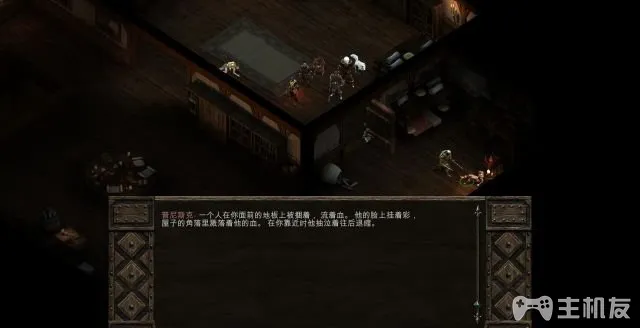 普尼斯克 一个人在你面前的地板上被捆着，流着血。他的脸上挂着彩，
屋子的角落里溅落着他的血。在你靠近时他抽泣着往后退缩。
主机友